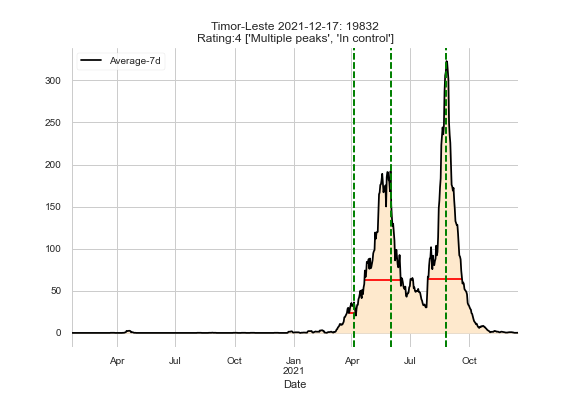 Timor-Leste 2021-12-17: 19832
Rating:4 ['Multiple peaks', 'In control']
Average-7d
300
250
200
150
100
50
0
Apr Jul Oct Jan Apr Jul Oct
2021
Date